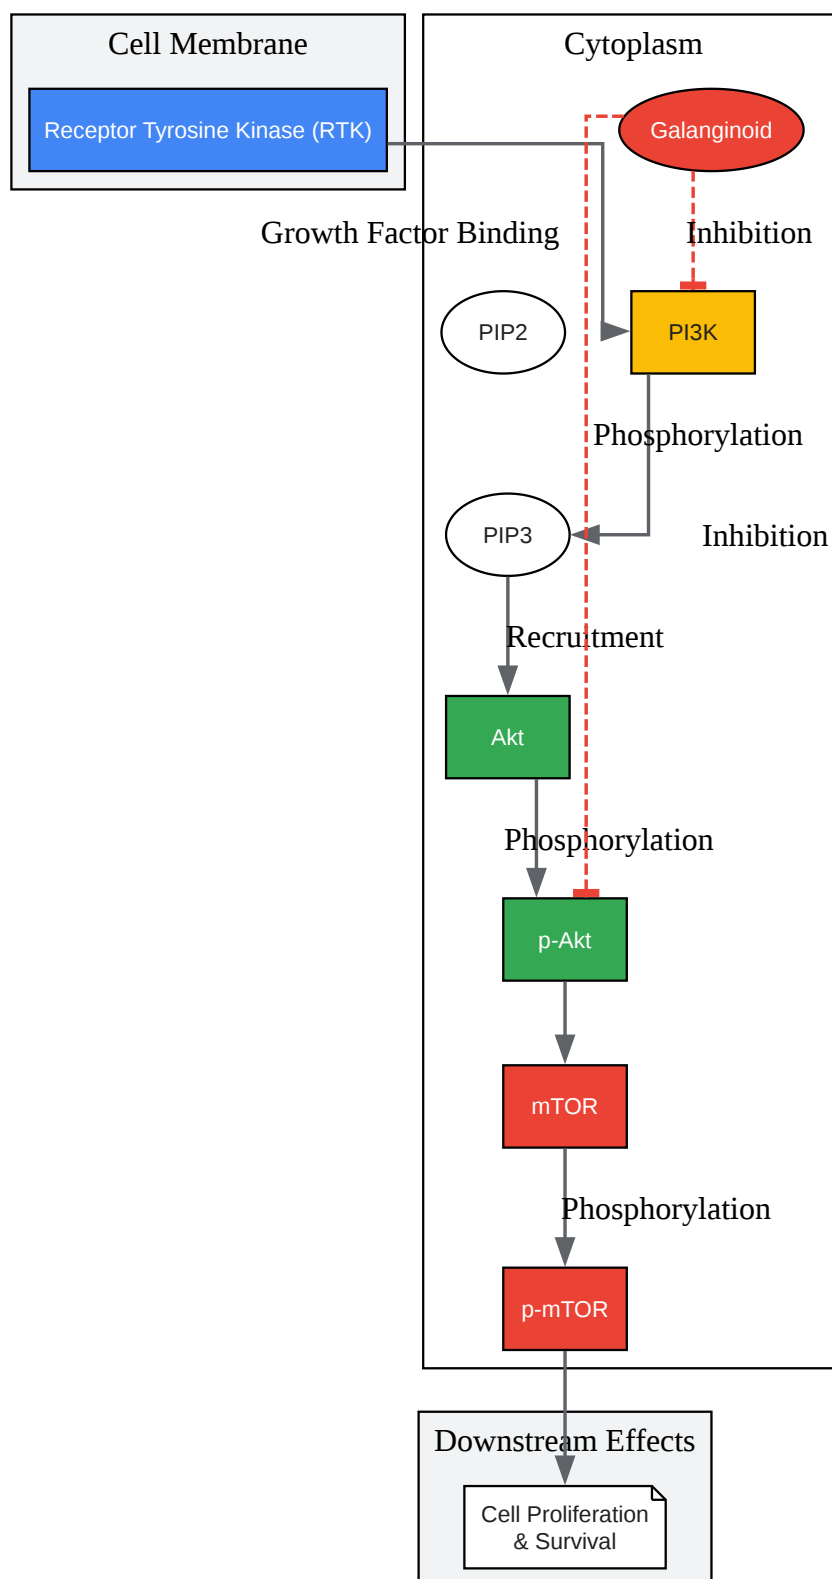 Cell Membrane
Cytoplasm
Receptor Tyrosine Kinase (RTK)
Galanginoid
Growth Factor Binding
Inhibition
PIP2
PI3K
Phosphorylation
PIP3
Inhibition
Recruitment
Akt
Phosphorylation
p-Akt
mTOR
Phosphorylation
p-mTOR
Downstream Effects
Cell Proliferation
& Survival